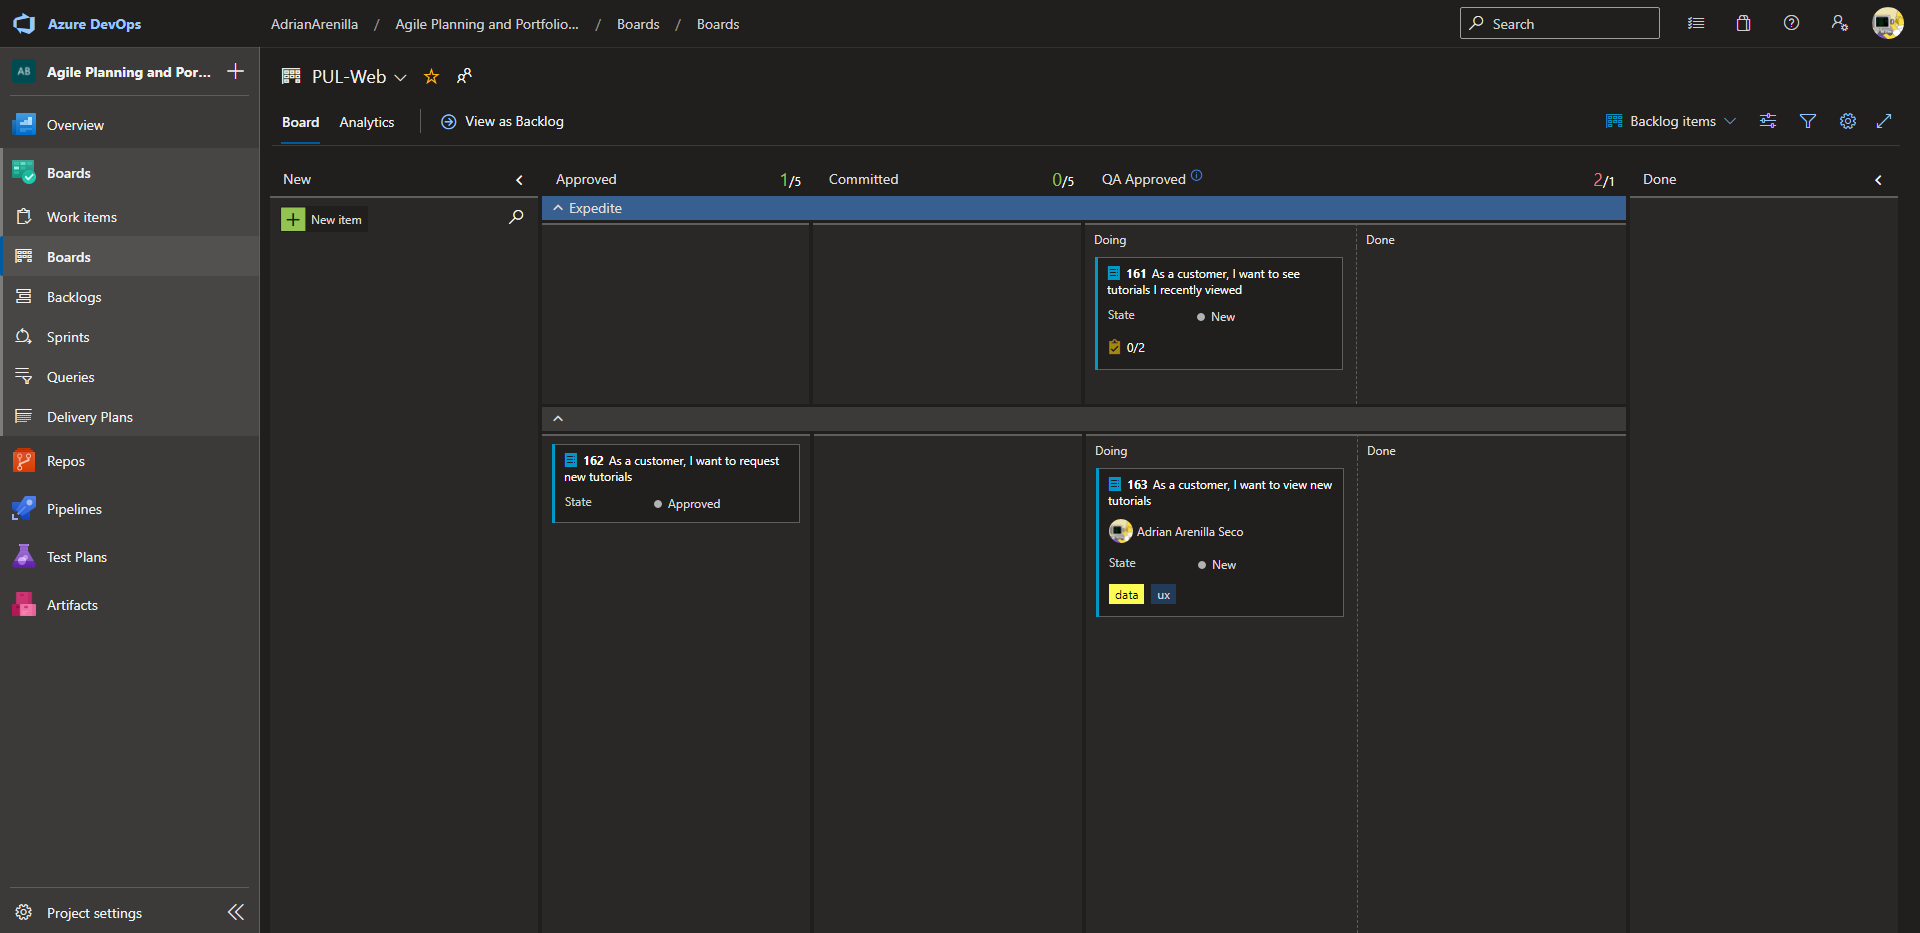 Azure DevOps
AdrianArenilla / Agile Planning and Portfolio... / Boards / Boards
Search
AB Agile Planning and Por...
Overview
Boards
Work items
Boards
Backlogs
Sprints
Queries
Delivery Plans
Repos
Pipelines
Test Plans
Artifacts
Project settings
PUL-Web
Board Analytics View as Backlog
Backlog items
New
Approved 1/5
Committed 0/5
QA Approved 2/1
Done
New item
Expedite
Doing
Done
161 As a customer, I want to see
tutorials I recently viewed
State New
0/2
162 As a customer, I want to request
new tutorials
State Approved
Doing
Done
163 As a customer, I want to view new
tutorials
Adrian Arenilla Seco
State New
data ux